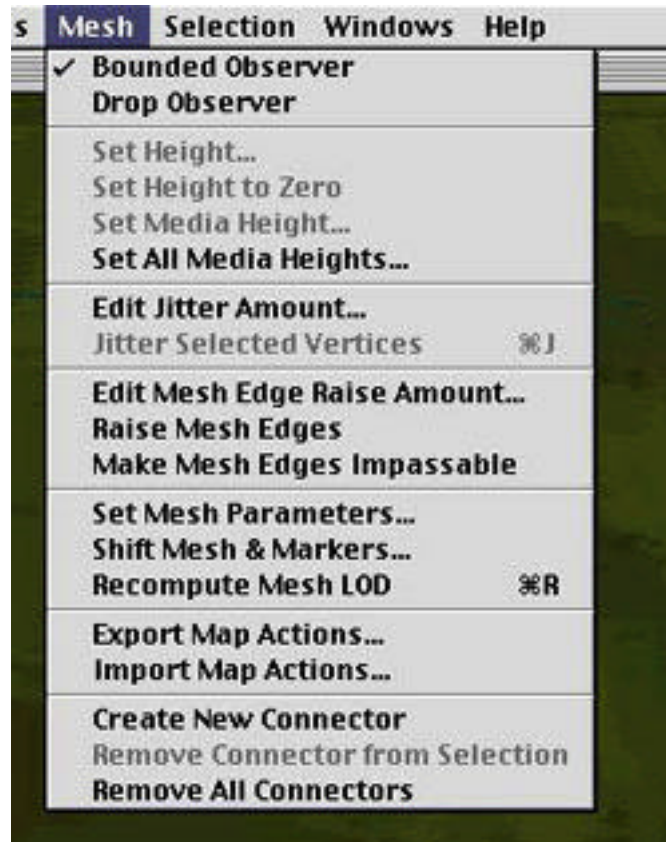 s Mesh Selection Windows Help
✓ Bounded Observer
Drop Observer
Set Height...
Set Height to Zero
Set Media Height...
Set All Media Heights...
Edit Jitter Amount...
Jitter Selected Vertices ⌘J
Edit Mesh Edge Raise Amount...
Raise Mesh Edges
Make Mesh Edges Impassable
Set Mesh Parameters...
Shift Mesh & Markers...
Recompute Mesh LOD ⌘R
Export Map Actions...
Import Map Actions...
Create New Connector
Remove Connector from Selection
Remove All Connectors